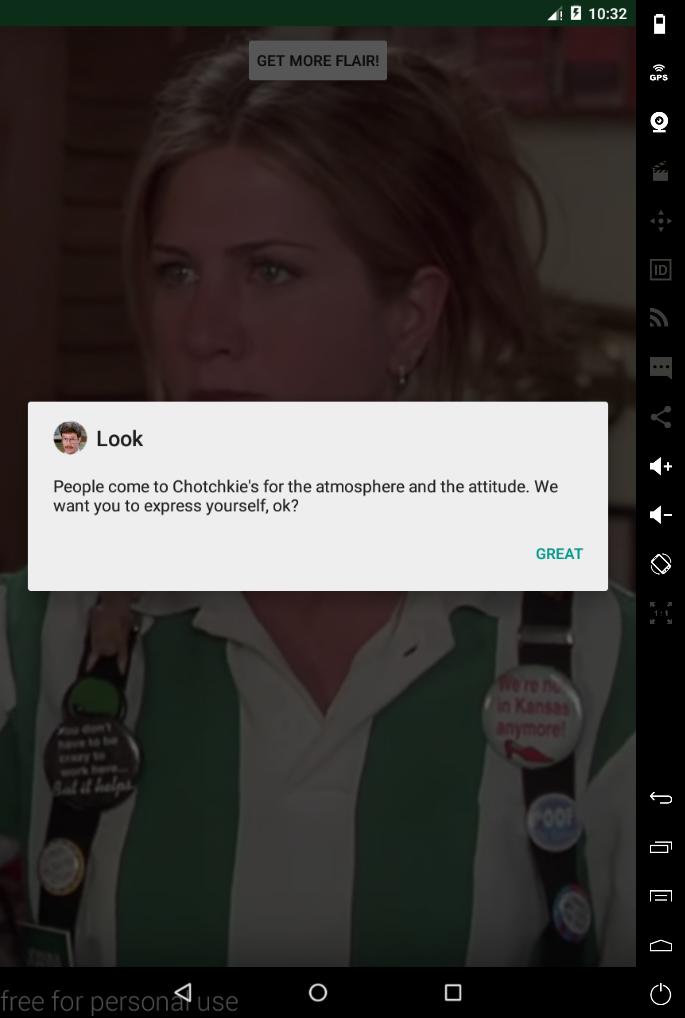 10:32
GET MORE FLAIR!
GPS
ID
Look
People come to Chotchkie's for the atmosphere and the attitude. We
want you to express yourself, ok?
GREAT
1:1
We're no
in Kansas
anymore!
You don't
have to be
crazy to
work here...
But it helps
POOF
free for personal use